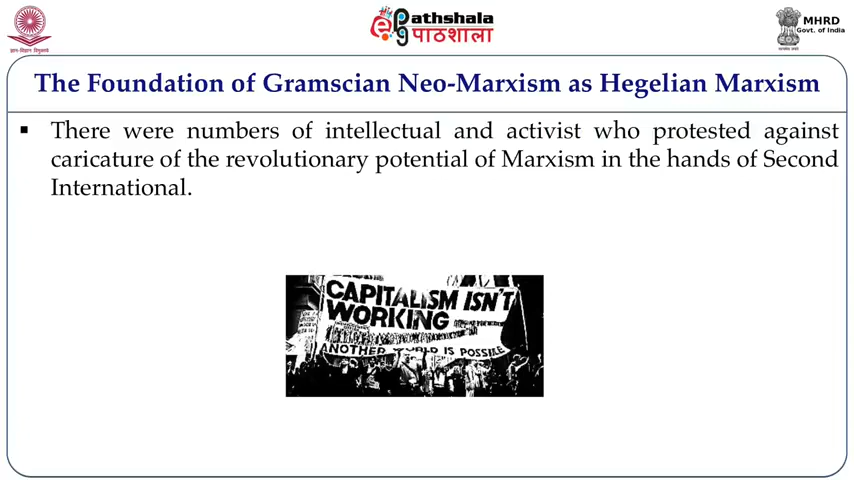 ePathshala
पाठशाला
MHRD
Govt. of India
The Foundation of Gramscian Neo-Marxism as Hegelian Marxism
▪ There were numbers of intellectual and activist who protested against
caricature of the revolutionary potential of Marxism in the hands of Second
International.
CAPITALISM ISN'T
WORKING
ANOTHER WORLD IS POSSIBLE